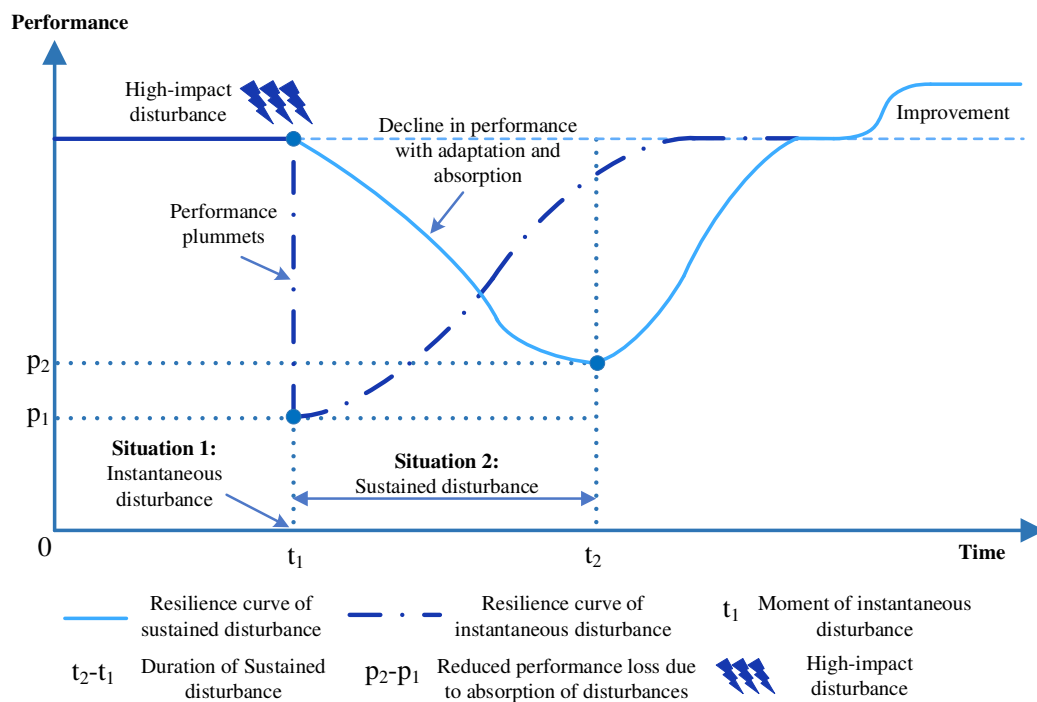 Performance
High-impact
disturbance
Decline in performance
with adaptation and
absorption
Improvement
Performance
plummets
p2
p1
Situation 1:
Instantaneous
disturbance
Situation 2:
Sustained disturbance
0
t1
t2
Time
Resilience curve of
sustained disturbance
Resilience curve of
instantaneous disturbance
t1
Moment of instantaneous
disturbance
t2-t1
Duration of Sustained
disturbance
p2-p1
Reduced performance loss due
to absorption of disturbances
High-impact
disturbance